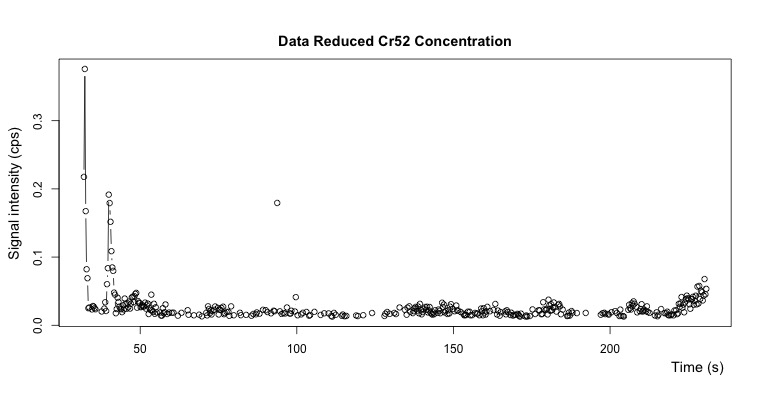 Data Reduced Cr52 Concentration
Signal intensity (cps)
0.3
0.2
0.1
0.0
50 100 150 200
Time (s)